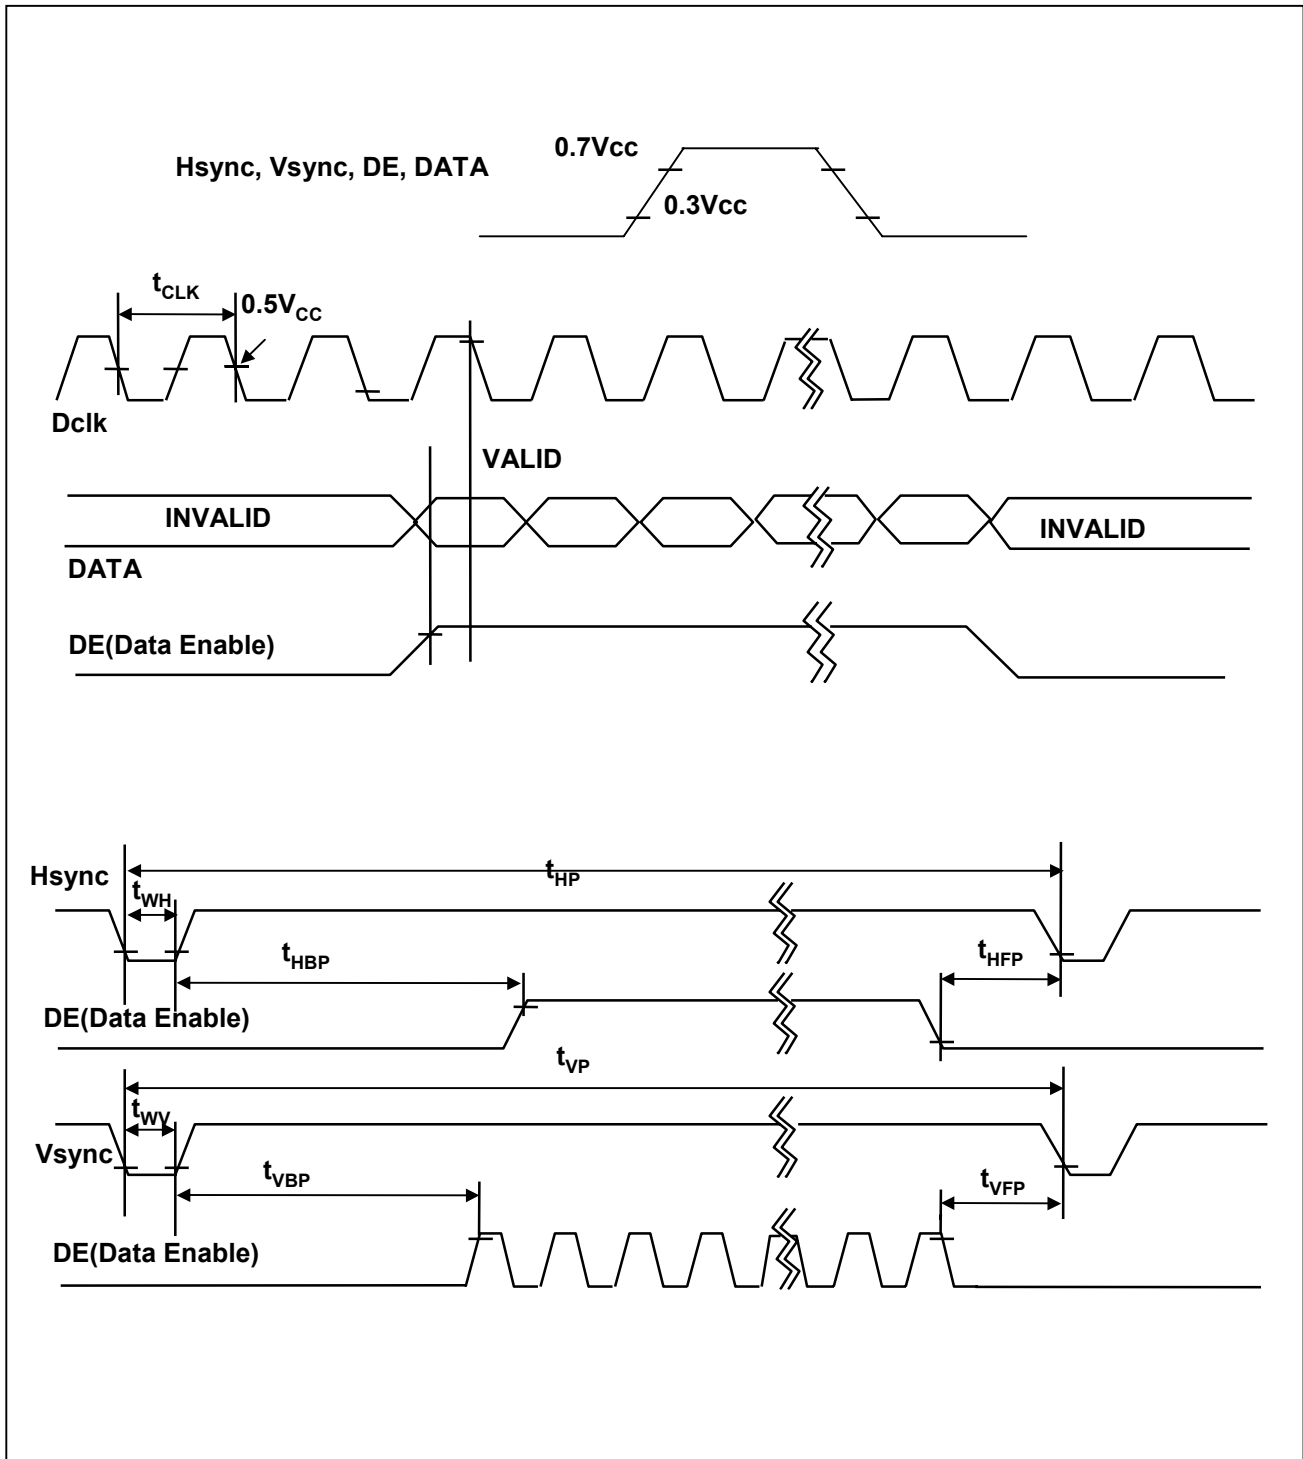 0.7Vcc
Hsync, Vsync, DE, DATA
0.3Vcc
tCLK
0.5VCC
Dclk
VALID
INVALID
INVALID
DATA
DE(Data Enable)
Hsync
tHP
tWH
tHBP
tHFP
DE(Data Enable)
tVP
tWV
Vsync
tVBP
tVFP
DE(Data Enable)